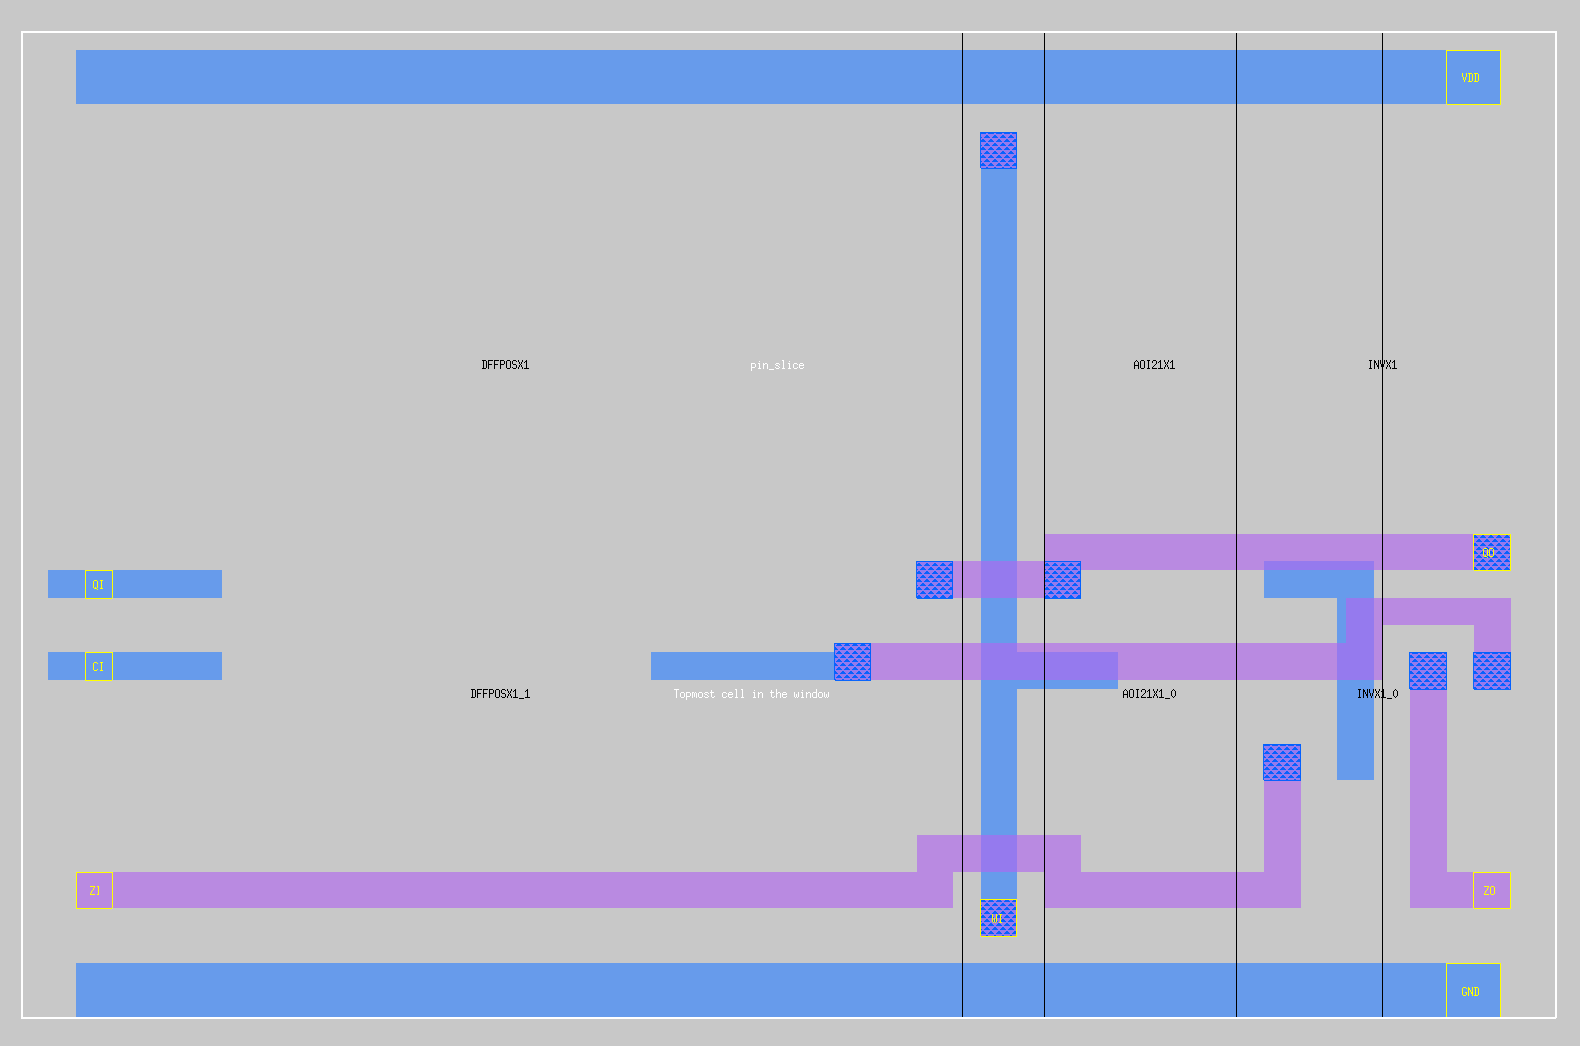 VDD
DFFPOSX1
pin_slice
AOI21X1
INVX1
QO
QI
CI
DFFPOSX1_1
Topmost cell in the window
AOI21X1_0
INVX1_0
ZI
ZO
MI
GND